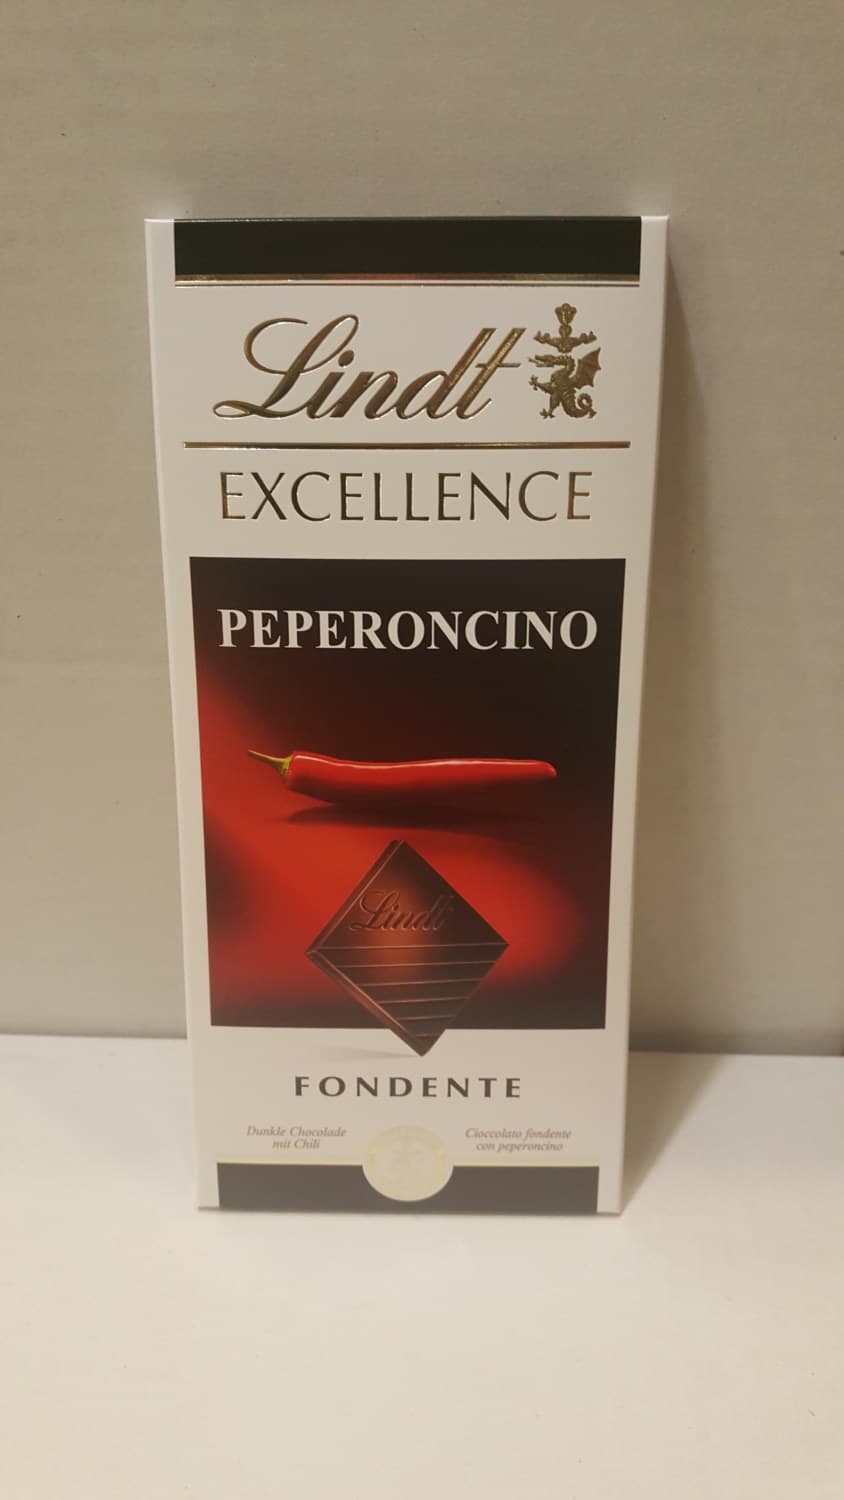 Lindt
EXCELLENCE
PEPERONCINO
Lindt
FONDENTE
Dunkle Chocolade
mit Chili
Cioccolato fondente
con peperoncino